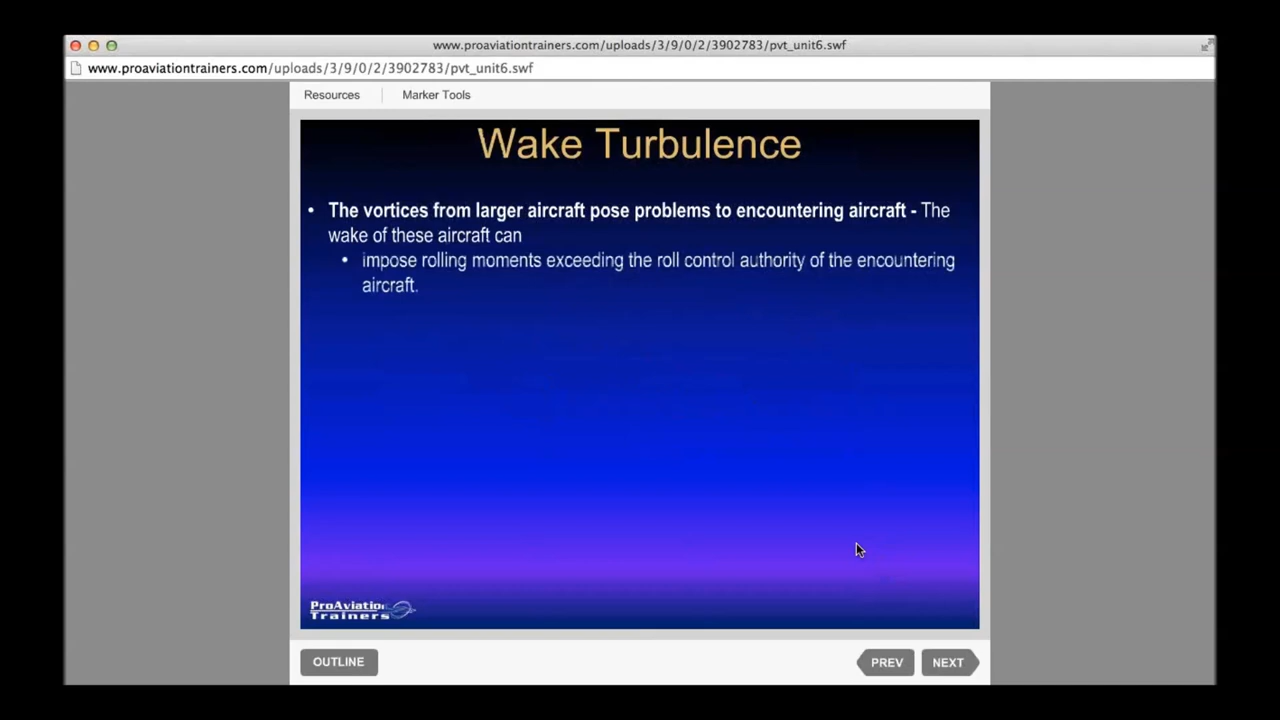 www.proaviationtrainers.com/uploads/3/9/0/2/3902783/pvt_unit6.swf
www.proaviationtrainers.com/uploads/3/9/0/2/3902783/pvt_unit6.swf
Resources
Marker Tools
Wake Turbulence
• The vortices from larger aircraft pose problems to encountering aircraft - The
wake of these aircraft can
• impose rolling moments exceeding the roll control authority of the encountering
aircraft.
ProAviation
Trainers
OUTLINE
PREV
NEXT